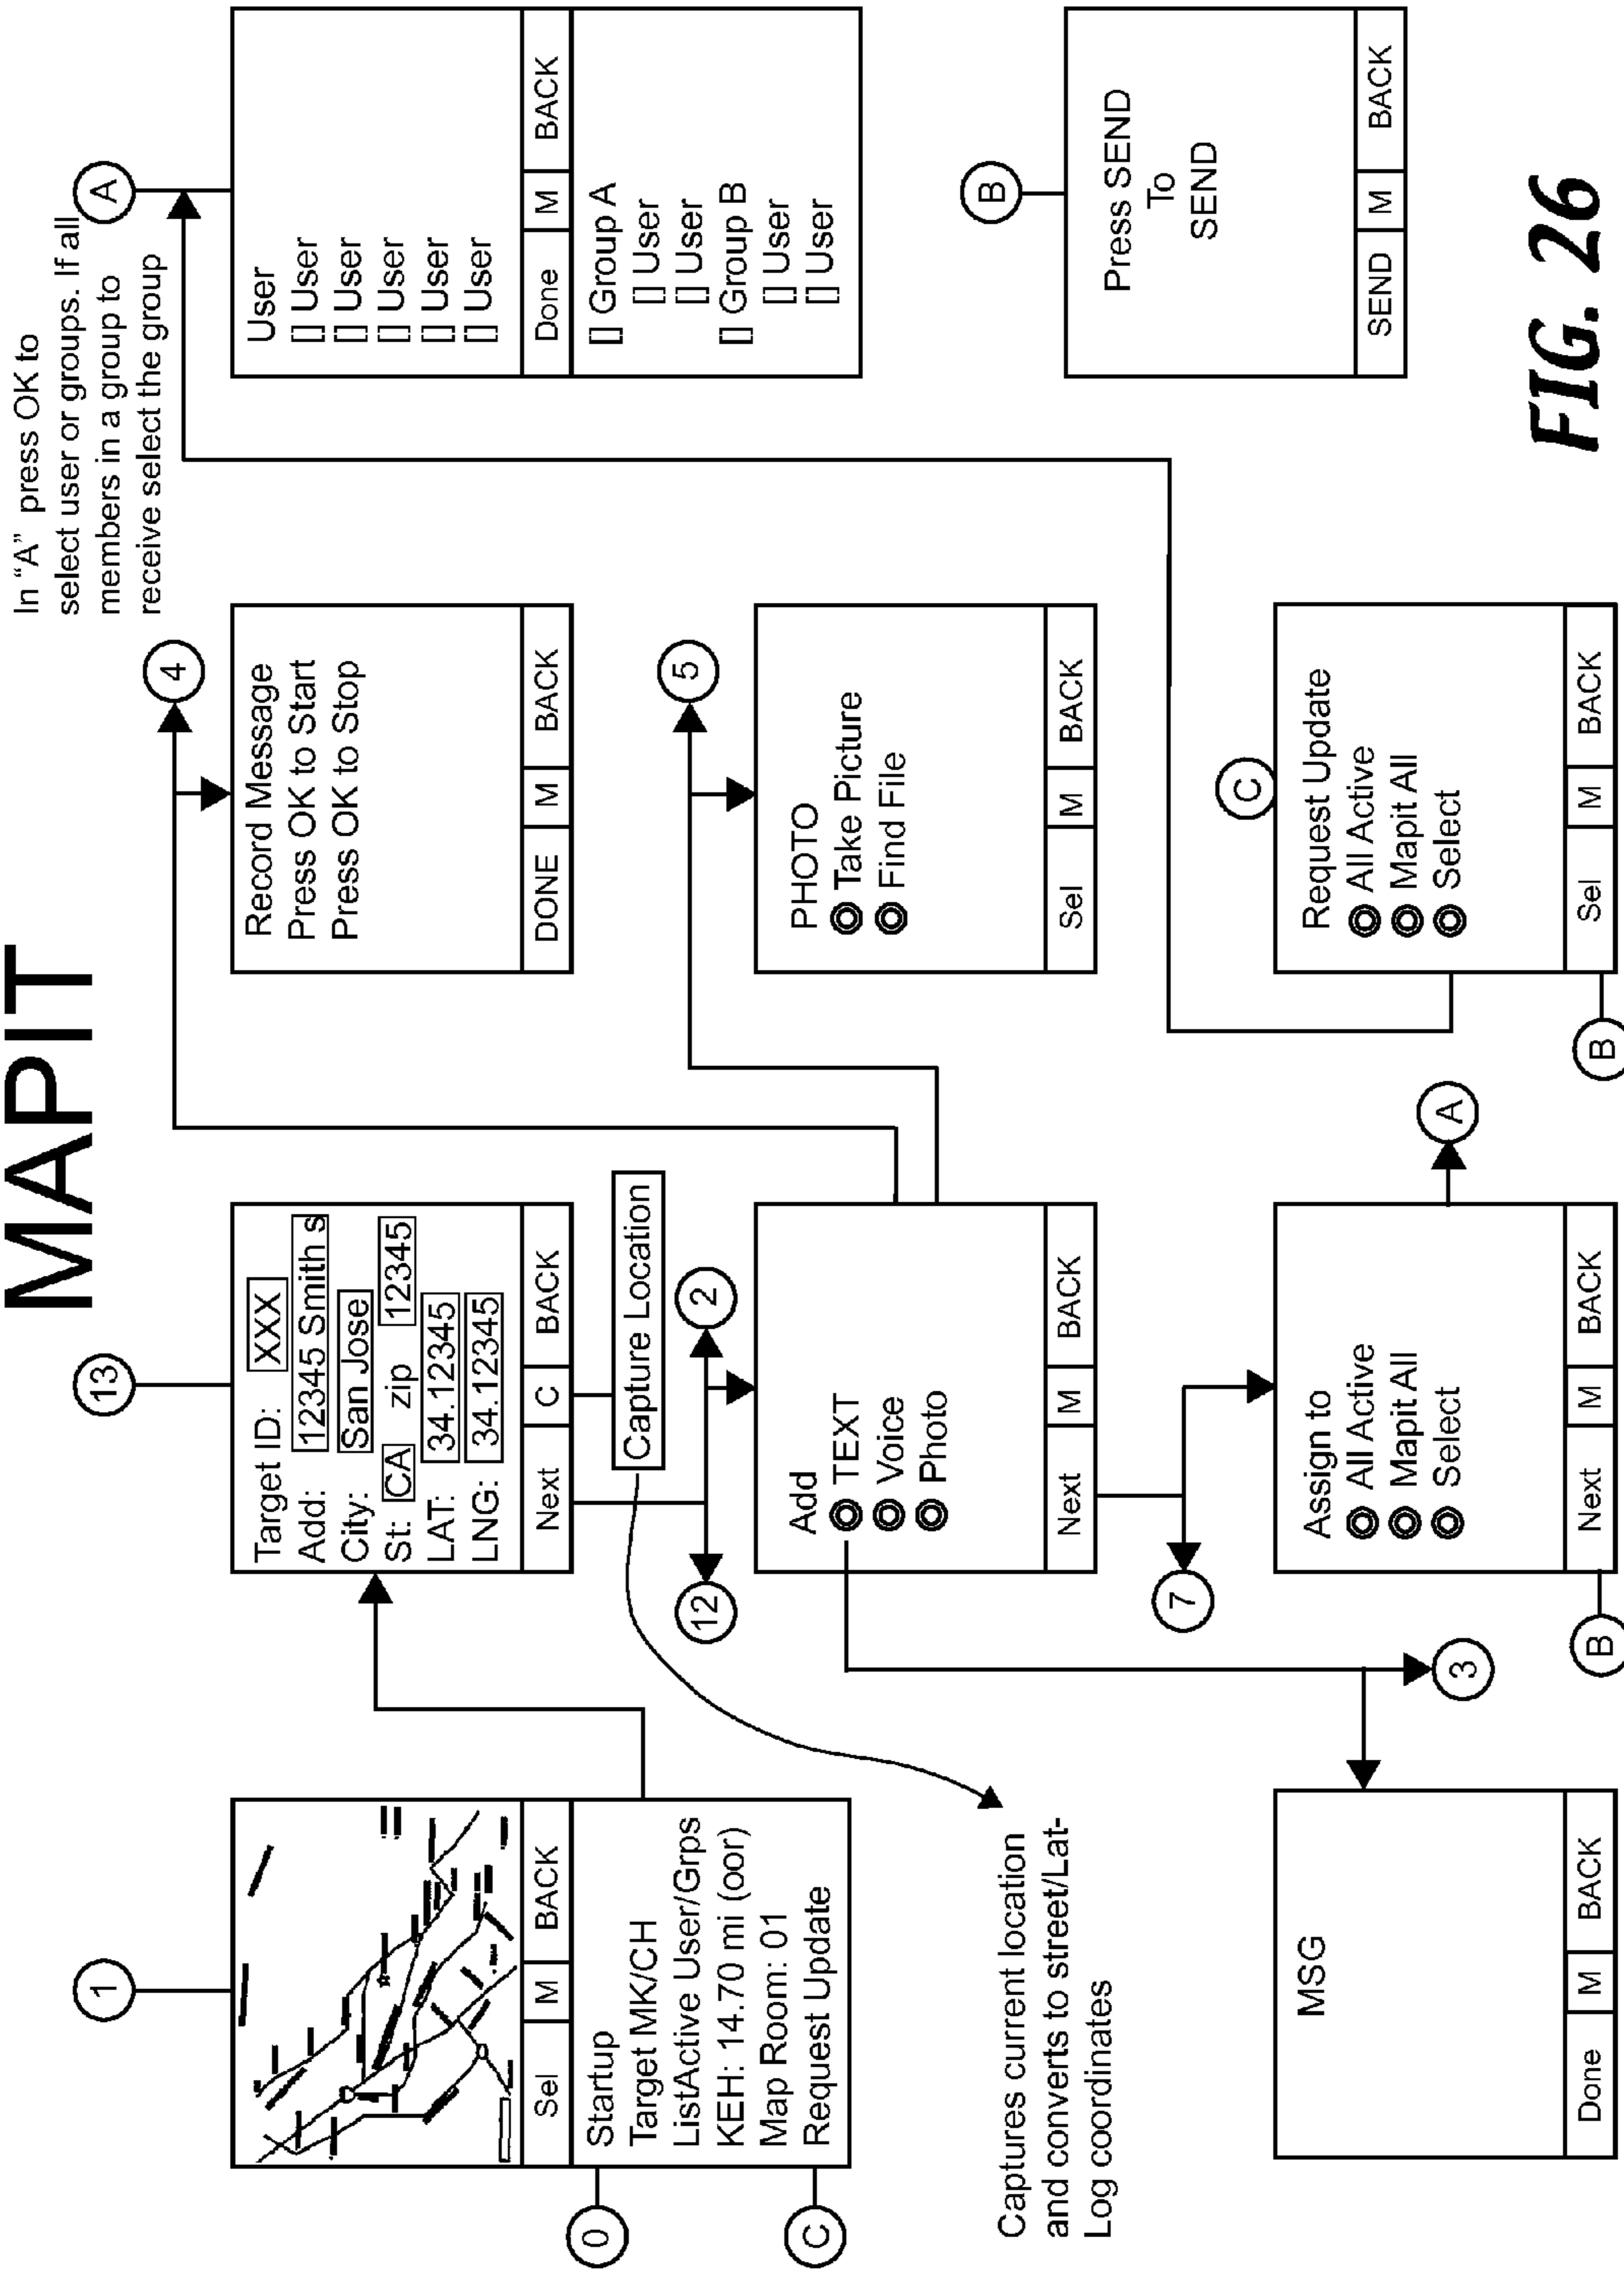 MAPIT
1
Sel M BACK
Startup
Target MK/CH
ListActive User/Grps
KEH: 14.70 mi (oor)
Map Room: 01
Request Update
0
C
Captures current location
and converts to street/Lat-
Log coordinates
MSG
Done M BACK
13
Target ID: XXX
Add: 12345 Smith s
City: San Jose
St: CA zip 12345
LAT: 34.12345
LNG: 34.12345
Next C BACK
Capture Location
12
2
Add
TEXT
Voice
Photo
Next M BACK
7
3
Assign to
All Active
Mapit All
Select
Next M BACK
B
A
4
Record Message
Press OK to Start
Press OK to Stop
DONE M BACK
5
PHOTO
Take Picture
Find File
Sel M BACK
C
Request Update
All Active
Mapit All
Select
Sel M BACK
B
In “A” press OK to
select user or groups. If all
members in a group to
receive select the group
A
User
[] User
[] User
[] User
[] User
[] User
Done M BACK
[] Group A
[] User
[] User
[] Group B
[] User
[] User
B
Press SEND
To
SEND
SEND M BACK
FIG. 26